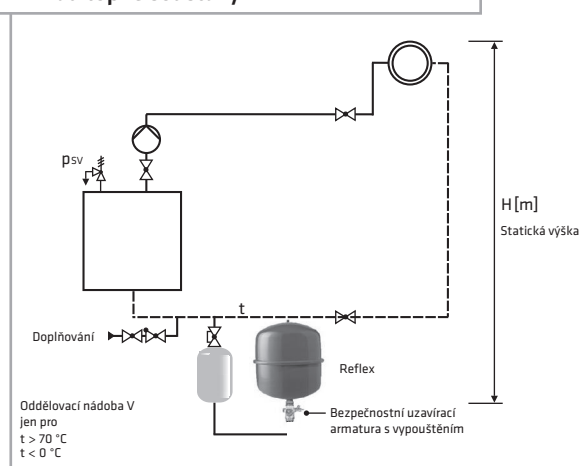 pSV
H [m]
Statická výška
t
Doplňování
Reflex
Oddělovací nádoba V
jen pro
t > 70 °C
t < 0 °C
Bezpečnostní uzavírací
armatura s vypouštěním